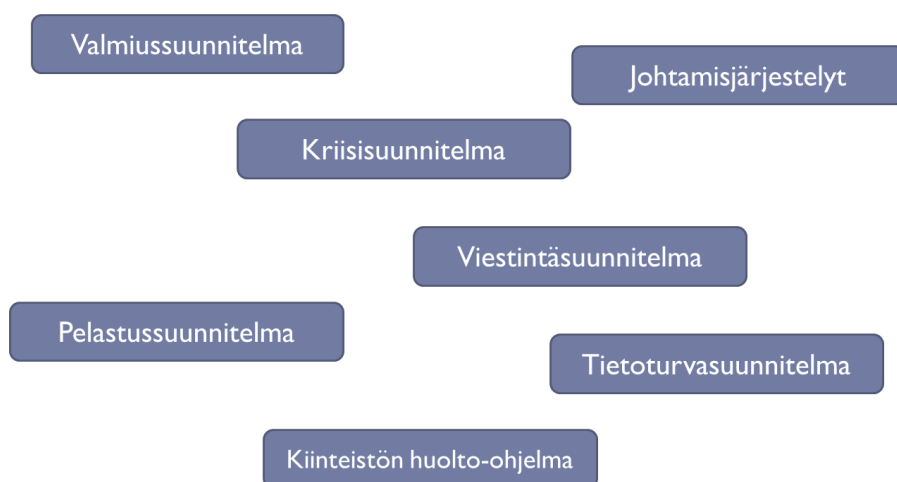 Valmiussuunnitelma
Johtamisjärjestelyt
Kriisisuunnitelma
Viestintäsuunnitelma
Pelastussuunnitelma
Tietoturvasuunnitelma
Kiinteistön huolto-ohjelma